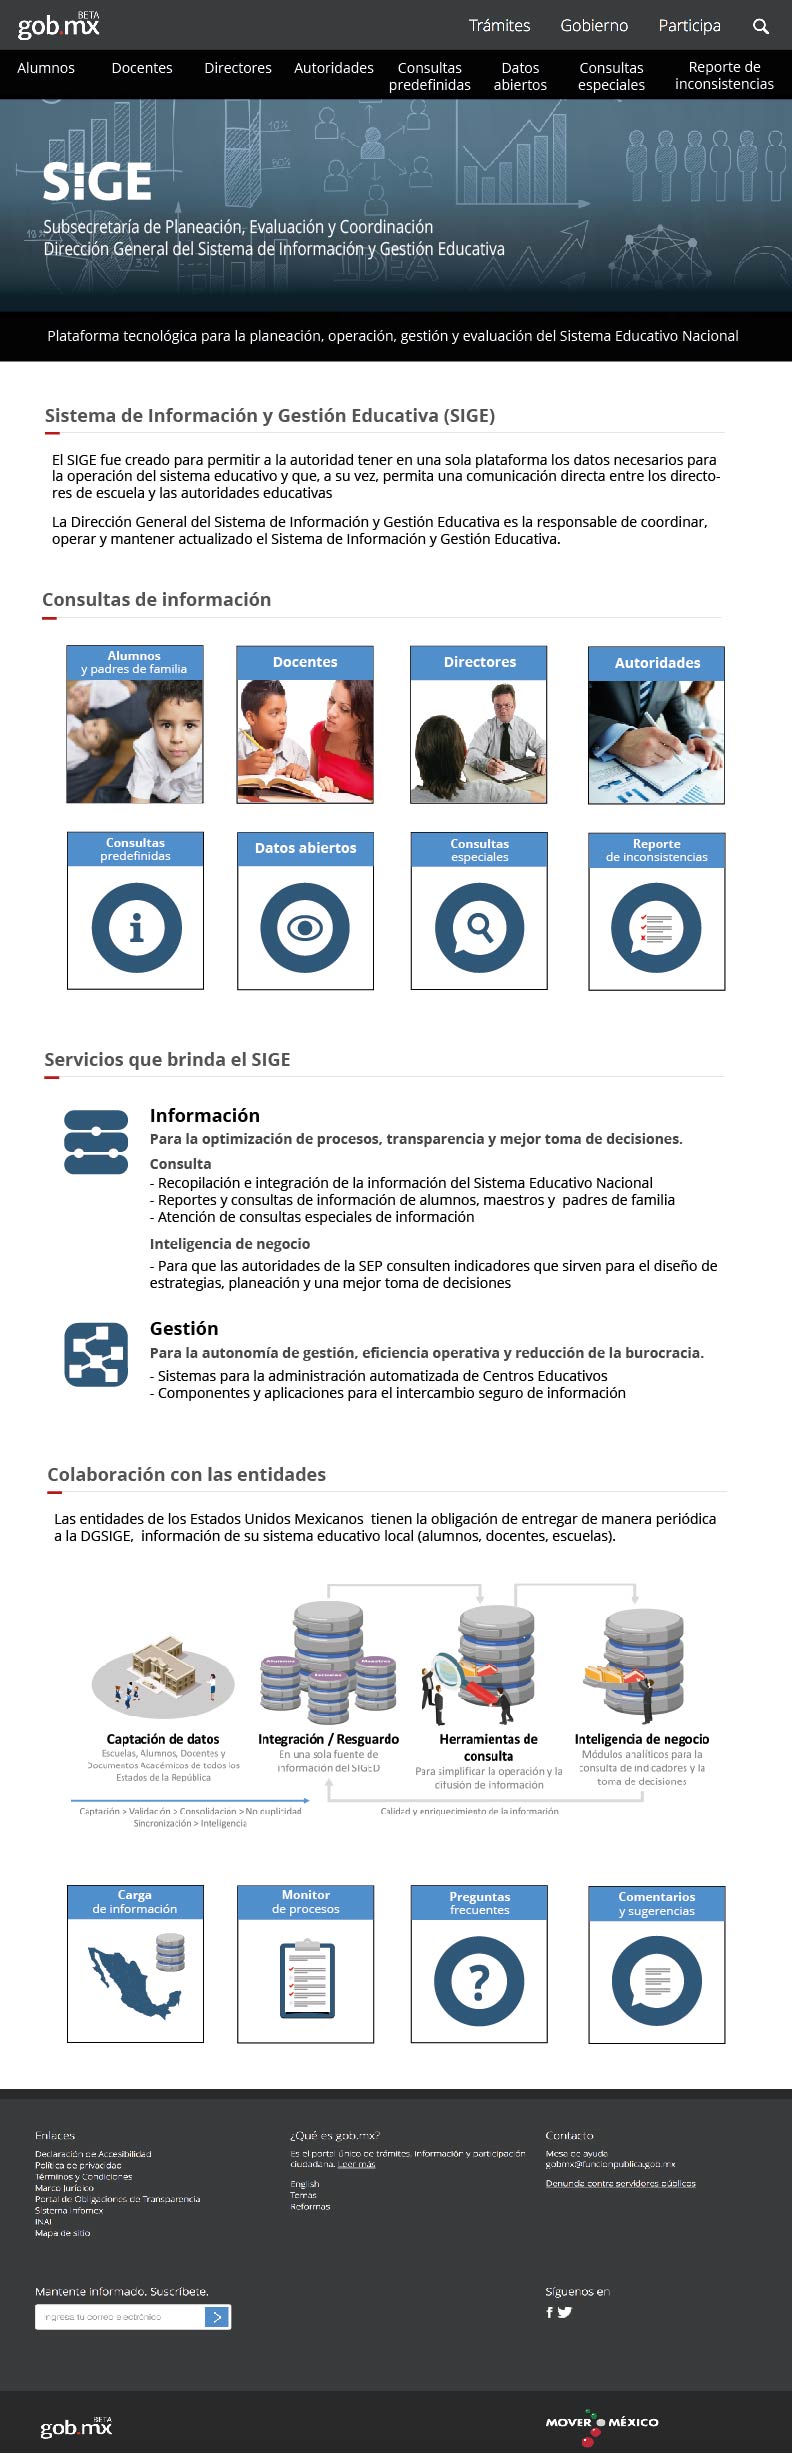 gob.mx BETA
Trámites Gobierno Participa
Alumnos Docentes Directores Autoridades Consultas predefinidas Datos abiertos Consultas especiales Reporte de inconsistencias
10%
80%
18%
30%
IDEA
SIGE
Subsecretaría de Planeación, Evaluación y Coordinación
Dirección General del Sistema de Información y Gestión Educativa
Plataforma tecnológica para la planeación, operación, gestión y evaluación del Sistema Educativo Nacional
Sistema de Información y Gestión Educativa (SIGE)
El SIGE fue creado para permitir a la autoridad tener en una sola plataforma los datos necesarios para
la operación del sistema educativo y que, a su vez, permita una comunicación directa entre los directo-
res de escuela y las autoridades educativas
La Dirección General del Sistema de Información y Gestión Educativa es la responsable de coordinar,
operar y mantener actualizado el Sistema de Información y Gestión Educativa.
Consultas de información
Alumnos
y padres de familia
Docentes
Directores
Autoridades
Consultas
predefinidas
Datos abiertos
Consultas
especiales
Reporte
de inconsistencias
Servicios que brinda el SIGE
Información
Para la optimización de procesos, transparencia y mejor toma de decisiones.
Consulta
- Recopilación e integración de la información del Sistema Educativo Nacional
- Reportes y consultas de información de alumnos, maestros y padres de familia
- Atención de consultas especiales de información
Inteligencia de negocio
- Para que las autoridades de la SEP consulten indicadores que sirven para el diseño de
estrategias, planeación y una mejor toma de decisiones
Gestión
Para la autonomía de gestión, eficiencia operativa y reducción de la burocracia.
- Sistemas para la administración automatizada de Centros Educativos
- Componentes y aplicaciones para el intercambio seguro de información
Colaboración con las entidades
Las entidades de los Estados Unidos Mexicanos tienen la obligación de entregar de manera periódica
a la DGSIGE, información de su sistema educativo local (alumnos, docentes, escuelas).
Alumnos
Escuelas
Maestros
Captación de datos
Escuelas, Alumnos, Docentes y
Documentos Académicos de todos los
Estados de la República
Integración / Resguardo
En una sola fuente de
información del SIGED
Herramientas de
consulta
Para simplificar la operación y la
difusión de información
Inteligencia de negocio
Módulos analíticos para la
consulta de indicadores y la
toma de decisiones
Captación > Validación > Consolidacion > No duplicidad
Sincronización > Inteligencia
Calidad y enriquecimiento de la información
Carga
de información
Monitor
de procesos
Preguntas
frecuentes
?
Comentarios
y sugerencias
Enlaces
Declaración de Accesibilidad
Política de privacidad
Términos y Condiciones
Marco Jurídico
Portal de Obligaciones de Transparencia
Sistema Infomex
INAI
Mapa de sitio
¿Qué es gob.mx?
Es el portal único de trámites, información y participación
ciudadana. Leer más
English
Temas
Reformas
Contacto
Mesa de ayuda
gobmx@funcionpublica.gob.mx
Denuncia contra servidores públicos
Mantente informado. Suscríbete.
Ingresa tu correo electrónico
Síguenos en
gob.mx BETA
MOVER A MÉXICO